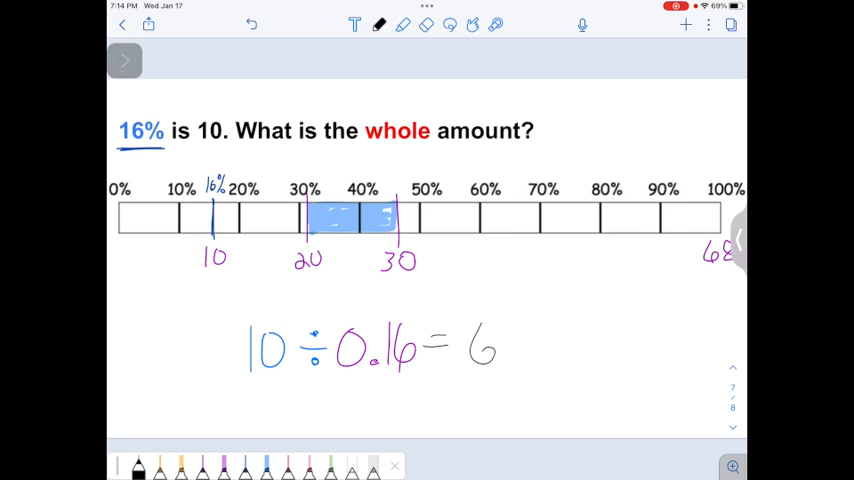 7:14 PM Wed Jan 17
69%
T
16% is 10. What is the whole amount?
16%
0% 10% 20% 30% 40% 50% 60% 70% 80% 90% 100%
10 20 30 68
10 ÷ 0.16 = 6
7
/
8